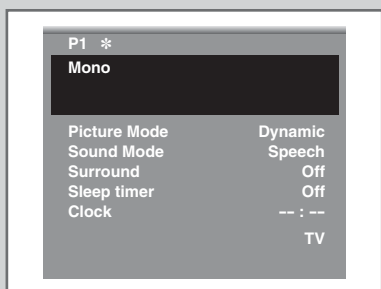 P1 ✻
Mono
Picture Mode Dynamic
Sound Mode Speech
Surround Off
Sleep timer Off
Clock -- : --
TV